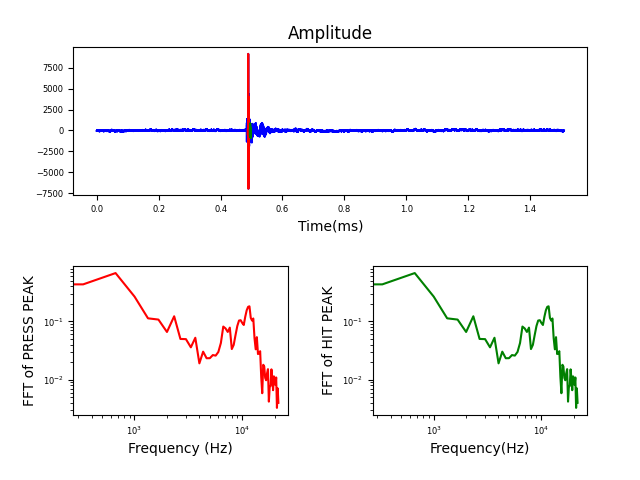 Amplitude
7500
5000
2500
0
−2500
−5000
−7500
0.0 0.2 0.4 0.6 0.8 1.0 1.2 1.4
Time(ms)
FFT of PRESS PEAK
10⁻¹
10⁻²
10³ 10⁴
Frequency (Hz)
FFT of HIT PEAK
10⁻¹
10⁻²
10³ 10⁴
Frequency(Hz)